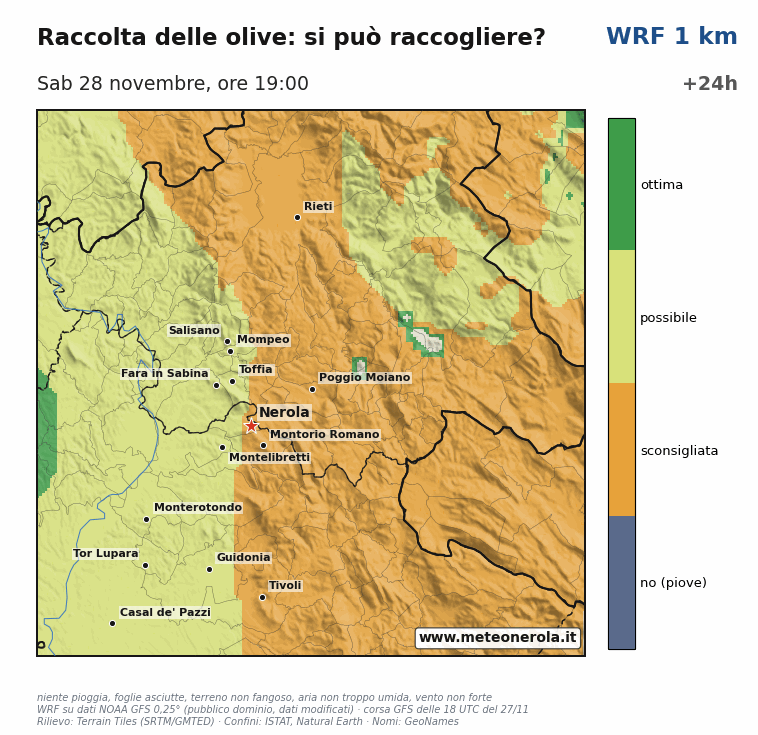 Raccolta delle olive: si può raccogliere?
WRF 1 km
Sab 28 novembre, ore 19:00
+24h
ottima
possibile
sconsigliata
no (piove)
Rieti
Salisano
Mompeo
Fara in Sabina
Toffia
Poggio Moiano
Nerola
Montorio Romano
Montelibretti
Monterotondo
Tor Lupara
Guidonia
Tivoli
Casal de' Pazzi
www.meteonerola.it
niente pioggia, foglie asciutte, terreno non fangoso, aria non troppo umida, vento non forte
WRF su dati NOAA GFS 0,25° (pubblico dominio, dati modificati) · corsa GFS delle 18 UTC del 27/11
Rilievo: Terrain Tiles (SRTM/GMTED) · Confini: ISTAT, Natural Earth · Nomi: GeoNames